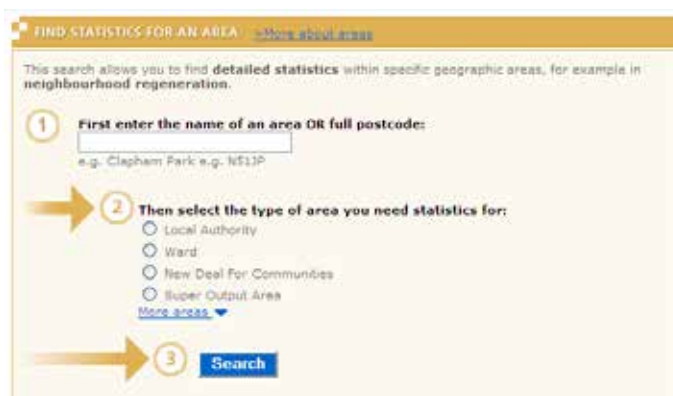 FIND STATISTICS FOR AN AREA >More about areas
This search allows you to find detailed statistics within specific geographic areas, for example in
neighbourhood regeneration.
1 First enter the name of an area OR full postcode:
e.g. Clapham Park e.g. N51JP
2 Then select the type of area you need statistics for:
Local Authority
Ward
New Deal For Communities
Super Output Area
More areas
3 Search